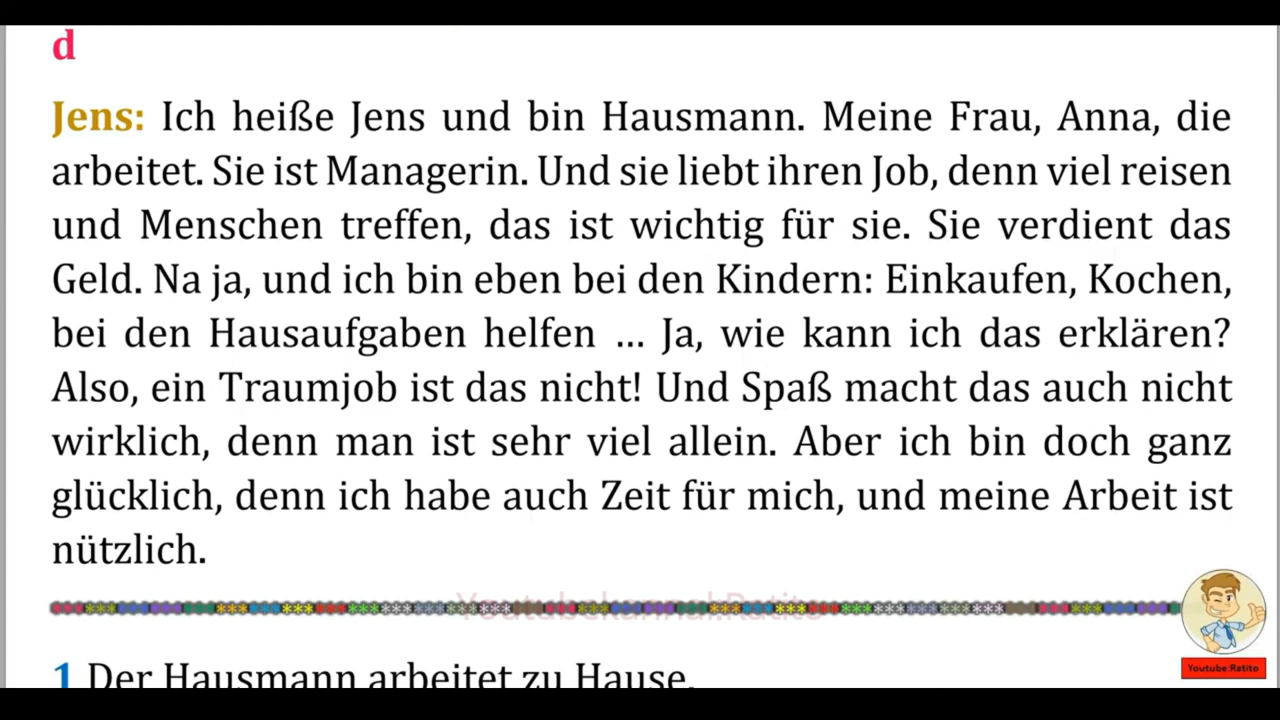 d
Jens: Ich heiße Jens und bin Hausmann. Meine Frau, Anna, die
arbeitet. Sie ist Managerin. Und sie liebt ihren Job, denn viel reisen
und Menschen treffen, das ist wichtig für sie. Sie verdient das
Geld. Na ja, und ich bin eben bei den Kindern: Einkaufen, Kochen,
bei den Hausaufgaben helfen ... Ja, wie kann ich das erklären?
Also, ein Traumjob ist das nicht! Und Spaß macht das auch nicht
wirklich, denn man ist sehr viel allein. Aber ich bin doch ganz
glücklich, denn ich habe auch Zeit für mich, und meine Arbeit ist
nützlich.
Youtubekannal:Ratito
Youtube:Ratito
1 Der Hausmann arbeitet zu Hause.